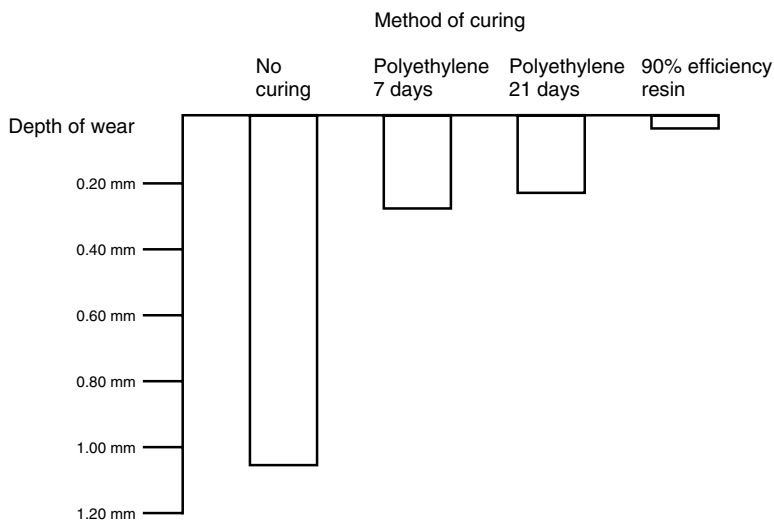 Method of curing
No
curing
Polyethylene
7 days
Polyethylene
21 days
90% efficiency
resin
Depth of wear
0.20 mm
0.40 mm
0.60 mm
0.80 mm
1.00 mm
1.20 mm